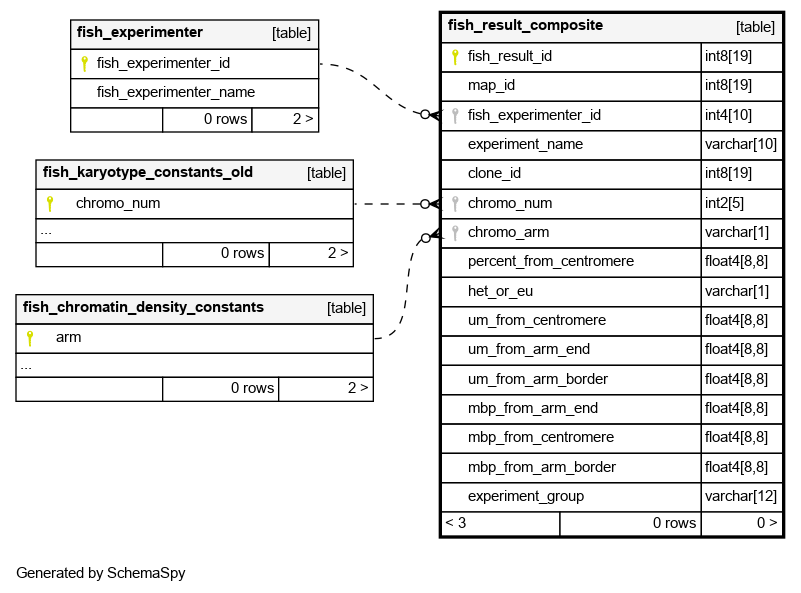 fish_experimenter [table]
fish_experimenter_id
fish_experimenter_name
0 rows 2 >
fish_karyotype_constants_old [table]
chromo_num
...
0 rows 2 >
fish_chromatin_density_constants [table]
arm
...
0 rows 2 >
fish_result_composite [table]
fish_result_id int8[19]
map_id int8[19]
fish_experimenter_id int4[10]
experiment_name varchar[10]
clone_id int8[19]
chromo_num int2[5]
chromo_arm varchar[1]
percent_from_centromere float4[8,8]
het_or_eu varchar[1]
um_from_centromere float4[8,8]
um_from_arm_end float4[8,8]
um_from_arm_border float4[8,8]
mbp_from_arm_end float4[8,8]
mbp_from_centromere float4[8,8]
mbp_from_arm_border float4[8,8]
experiment_group varchar[12]
< 3 0 rows 0 >
Generated by SchemaSpy